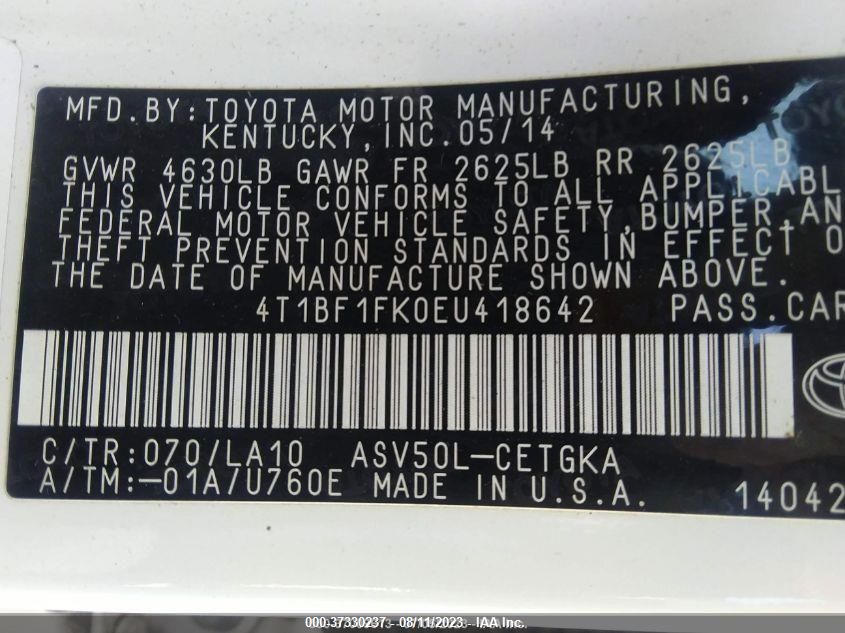 MFD.BY:TOYOTA MOTOR MANUFACTURING,
KENTUCKY,INC.05/14
GVWR 4630LB GAWR FR 2625LB RR 2625LB
THIS VEHICLE CONFORMS TO ALL APPLICABL
FEDERAL MOTOR VEHICLE SAFETY,BUMPER,AN
THEFT PREVENTION STANDARDS IN EFFECT O
THE DATE OF MANUFACTURE SHOWN ABOVE.
4T1BF1FK0EU418642 PASS.CAR
C/TR:070/LA10 ASV50L-CETGKA
A/TM:-01A/U760E MADE IN U.S.A. 14042
000-37330237 - 08/11/2023 - IAA Inc.